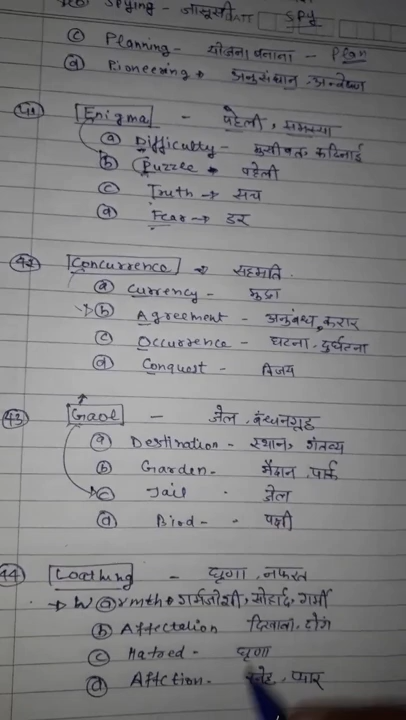 Spying - जासूसी Spy
(c) Planning - योजना बनाना - Plan
(d) Pioneering → अनुसंधान, अन्वेषण
41 Enigma - पहेली, समस्या
(a) Difficulty - मुसीबत, कठिनाई
(b) Puzzle → पहेली
(c) Truth → सच
(d) Fear → डर
42 Concurrence → सहमति
(a) Currency - मुद्रा
(b) Agreement - अनुबंध, करार
(c) Occurrence - घटना, दुर्घटना
(d) Conquest - विजय
43 Gaol - जेल, बंधनगृह
(a) Destination - स्थान, गंतव्य
(b) Garden - मैदान, पार्क
(c) Jail - जेल
(d) Bird - पक्षी
44 Loathing - घृणा, नफरत
(a) Warmth → गर्मजोशी, सौहार्द, गर्मी
(b) Affectation दिखावा, ढोंग
(c) Hatred - घृणा
(d) Affction - स्नेह, प्यार